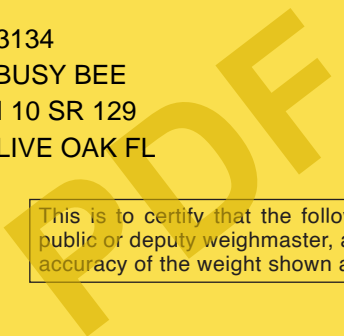 3134
BUSY BEE
I 10 SR 129
LIVE OAK FL
This is to certify that the follow
public or deputy weighmaster, a
accuracy of the weight shown a
PDF